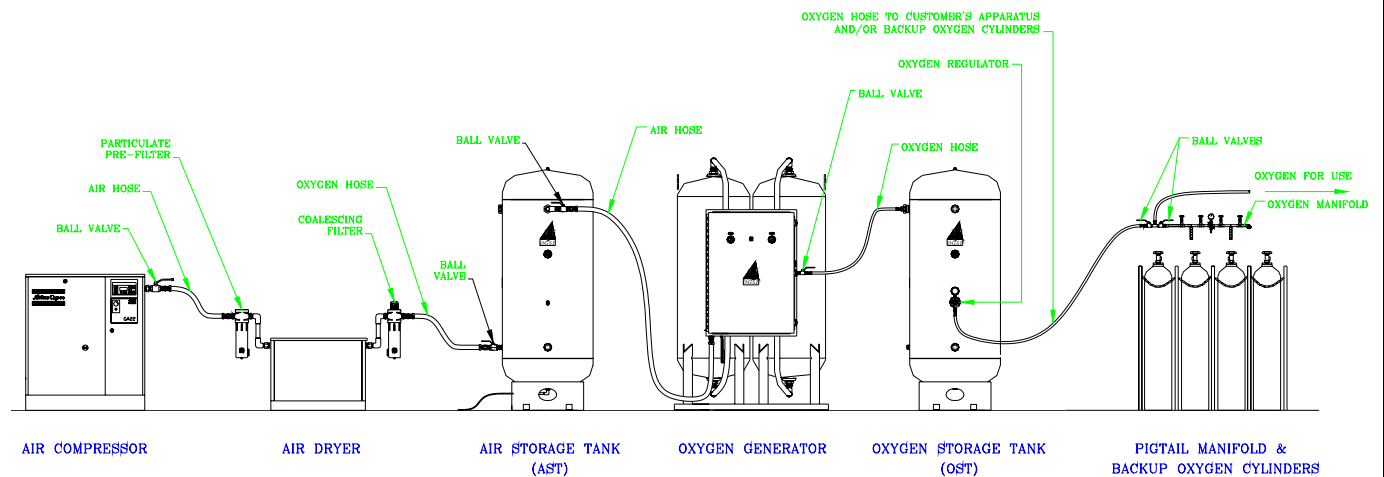 OXYGEN HOSE TO CUSTOMER'S APPARATUS
AND/OR BACKUP OXYGEN CYLINDERS
OXYGEN REGULATOR
BALL VALVE
AIR HOSE
BALL VALVE
PARTICULATE
PRE-FILTER
AIR HOSE
BALL VALVE
OXYGEN HOSE
COALESCING
FILTER
BALL
VALVE
OXYGEN HOSE
BALL VALVES
OXYGEN FOR USE
OXYGEN MANIFOLD
Atlas Copco
GA22
AIR COMPRESSOR
AIR DRYER
AIR STORAGE TANK
(AST)
OXYGEN GENERATOR
OXYGEN STORAGE TANK
(OST)
PIGTAIL MANIFOLD &
BACKUP OXYGEN CYLINDERS